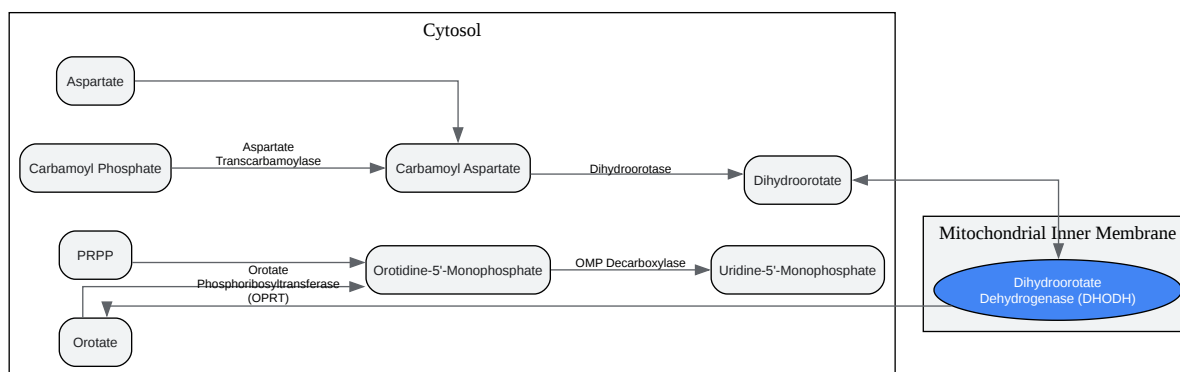 Cytosol
Aspartate
Aspartate
Transcarbamoylase
Carbamoyl Phosphate
Carbamoyl Aspartate
Dihydroorotase
Dihydroorotate
Mitochondrial Inner Membrane
PRPP
Orotate
Phosphoribosyltransferase
(OPRT)
Orotidine-5'-Monophosphate
OMP Decarboxylase
Uridine-5'-Monophosphate
Dihydroorotate
Dehydrogenase (DHODH)
Orotate